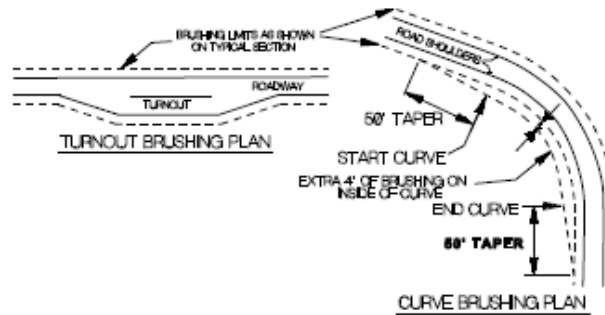 BRUSHING LIMITS AS SHOWN
ON TYPICAL SECTION
ROADWAY
TURNOUT
TURNOUT BRUSHING PLAN
ROAD SHOULDERS
50' TAPER
START CURVE
EXTRA 4' OF BRUSHING ON
INSIDE OF CURVE
END CURVE
50' TAPER
CURVE BRUSHING PLAN